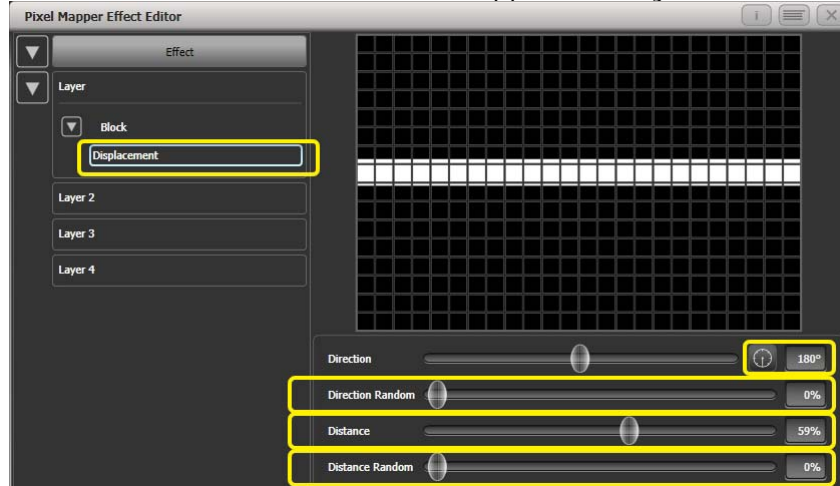 Pixel Mapper Effect Editor
Effect
Layer
Block
Displacement
Layer 2
Layer 3
Layer 4
Direction 180°
Direction Random 0%
Distance 59%
Distance Random 0%